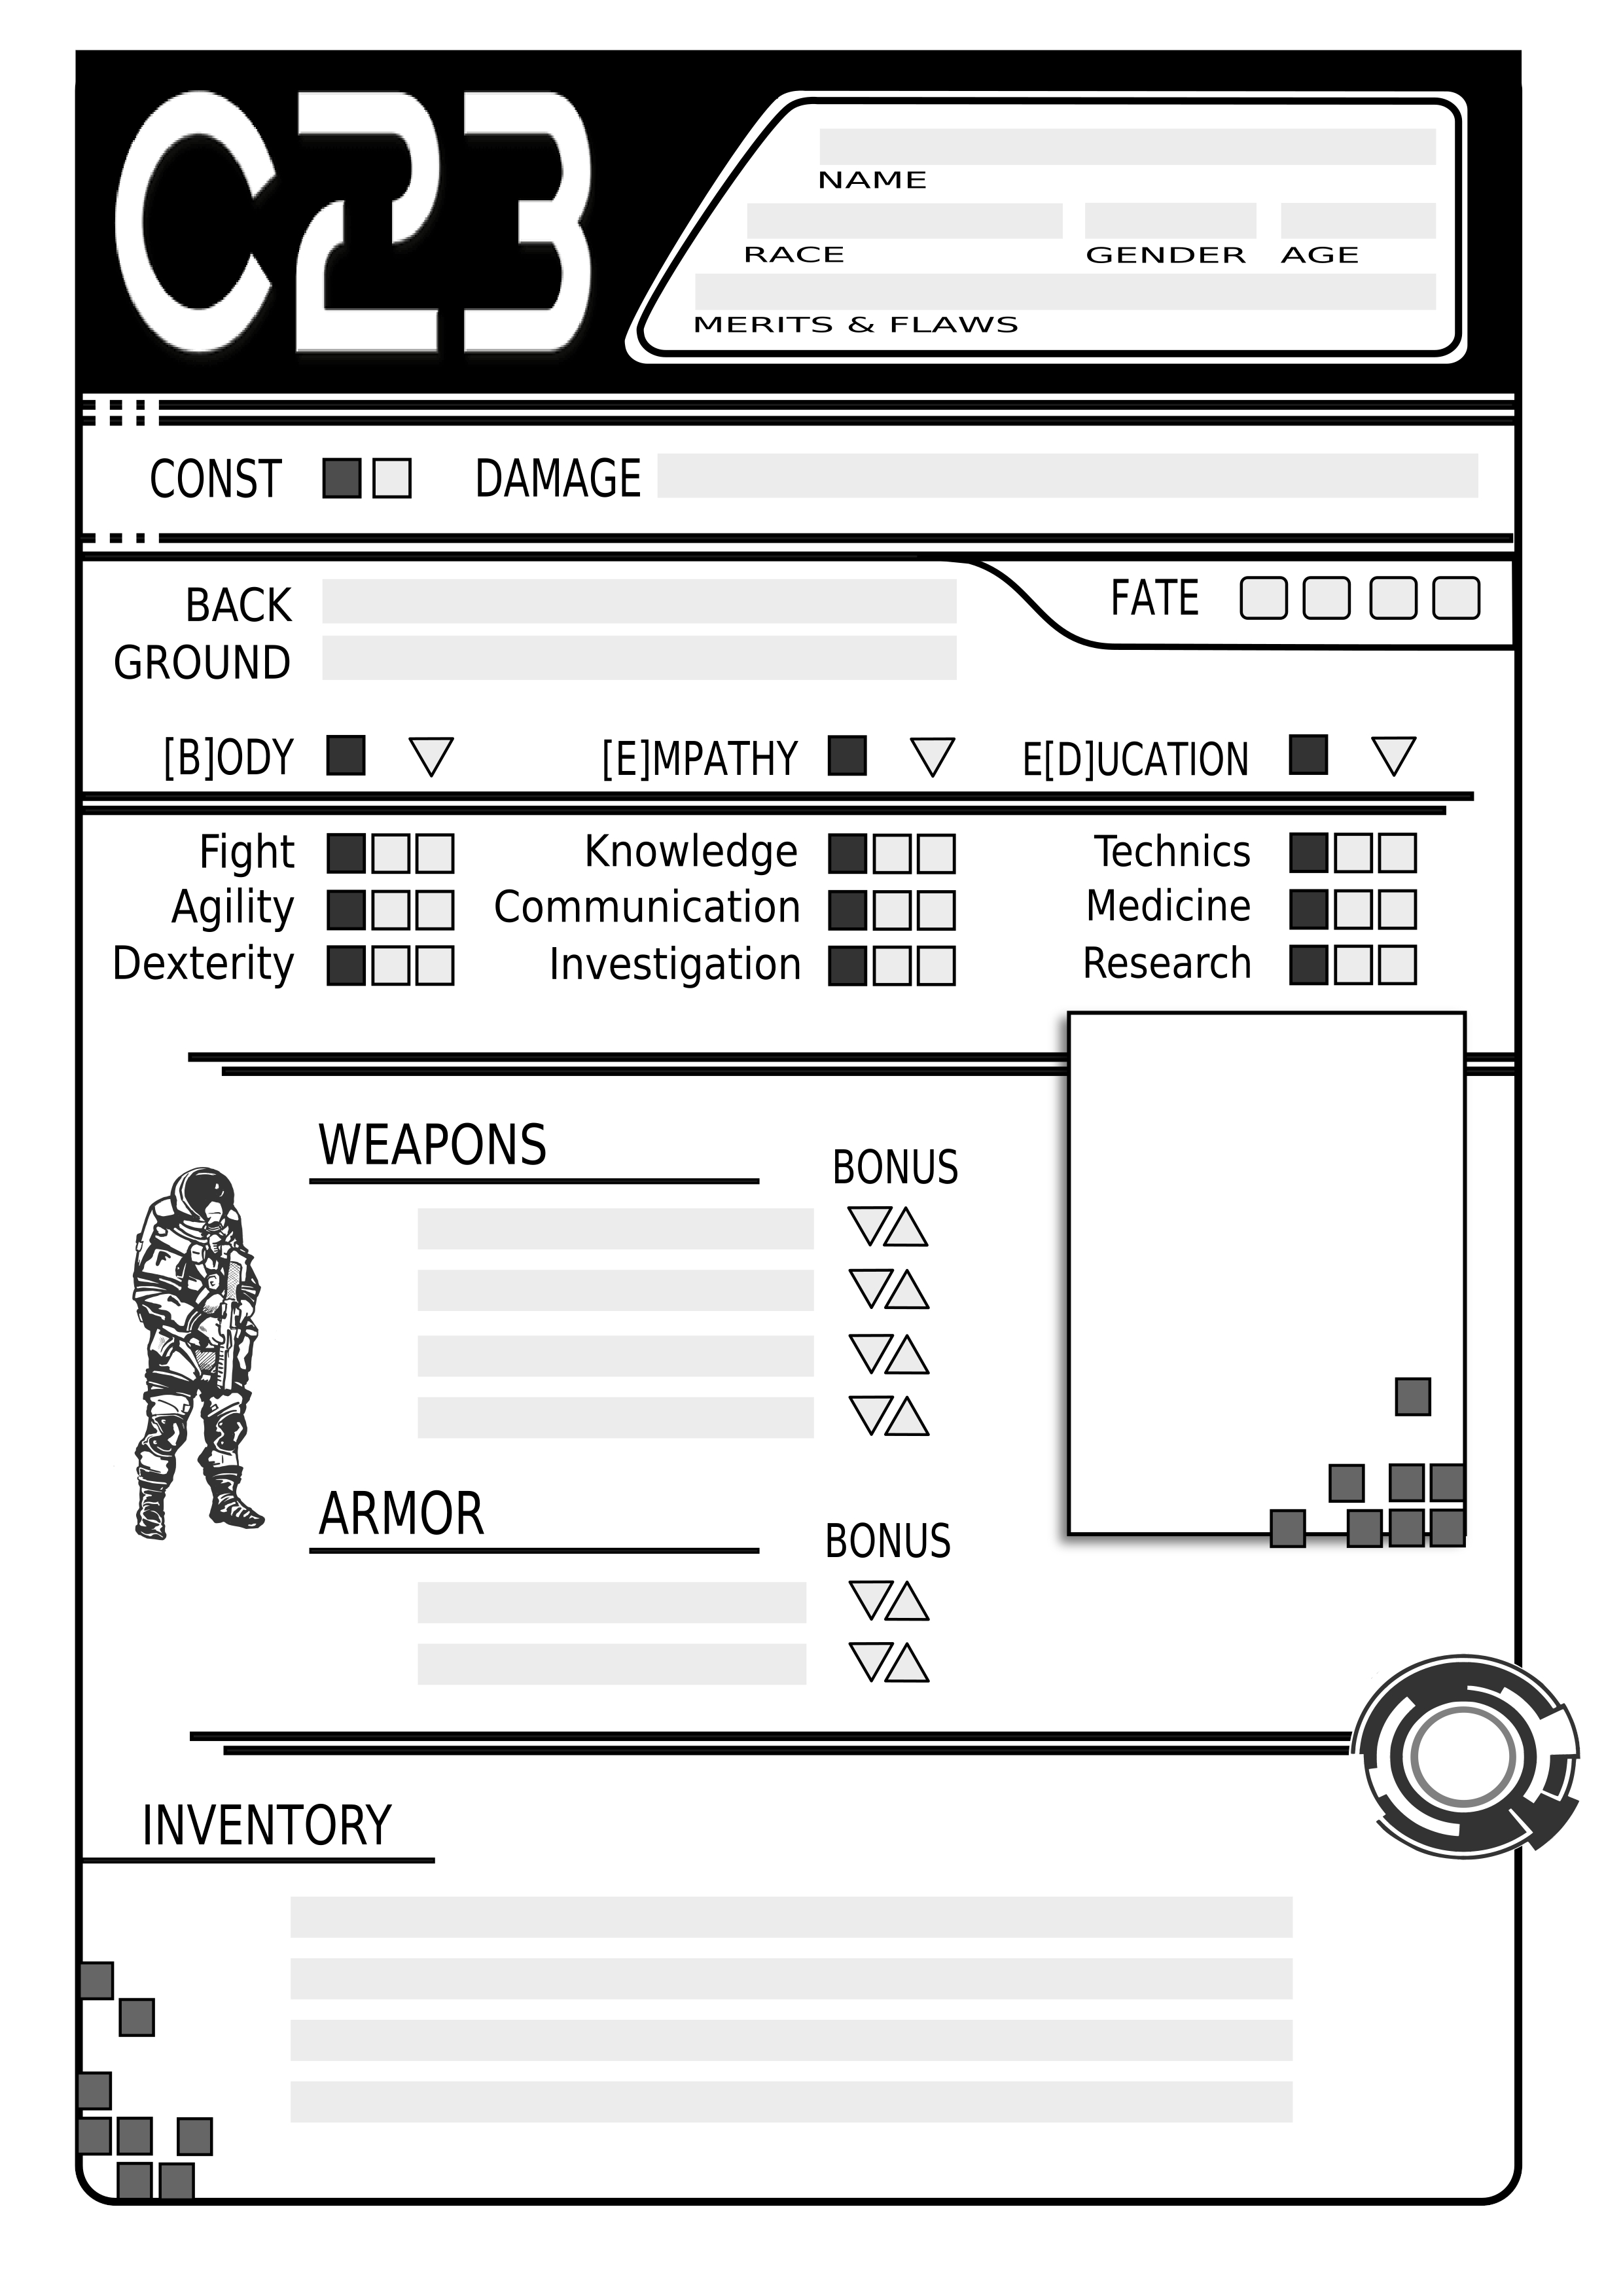 C23
NAME
RACE GENDER AGE
MERITS & FLAWS
CONST DAMAGE
BACK
GROUND
FATE
[B]ODY [E]MPATHY E[D]UCATION
Fight Knowledge Technics
Agility Communication Medicine
Dexterity Investigation Research
WEAPONS
BONUS
ARMOR
BONUS
INVENTORY